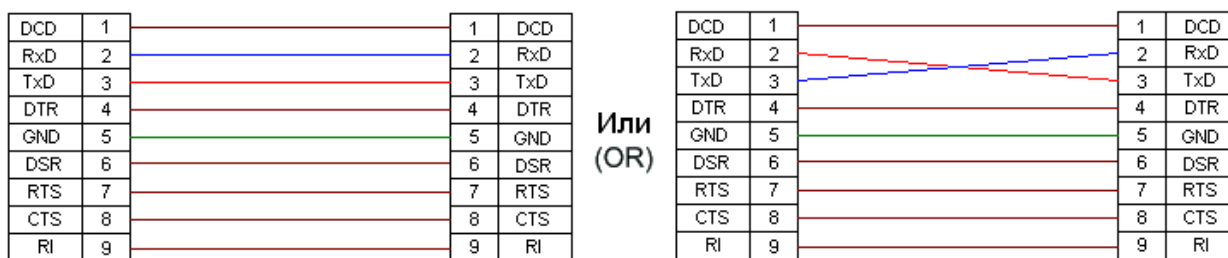 DCD 1 1 DCD DCD 1 1 DCD
RxD 2 2 RxD RxD 2 2 RxD
TxD 3 3 TxD TxD 3 3 TxD
DTR 4 4 DTR DTR 4 4 DTR
GND 5 5 GND Или GND 5 5 GND
DSR 6 6 DSR (OR) DSR 6 6 DSR
RTS 7 7 RTS RTS 7 7 RTS
CTS 8 8 CTS CTS 8 8 CTS
RI 9 9 RI RI 9 9 RI